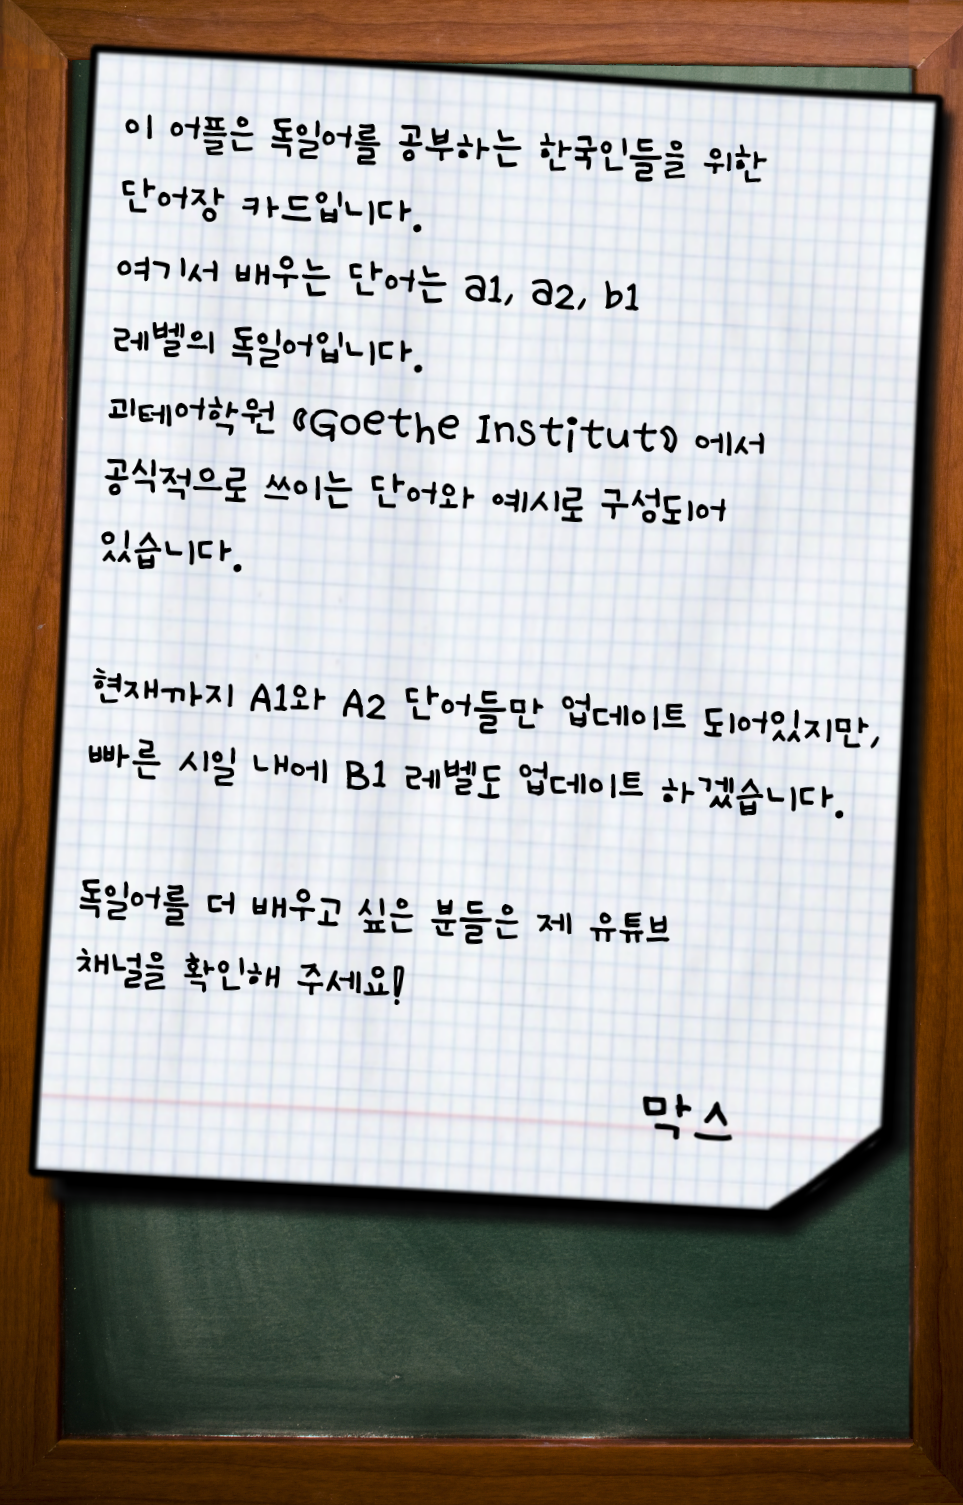 이 어플은 독일어를 공부하는 한국인들을 위한
단어장 카드입니다.
여기서 배우는 단어는 a1, a2, b1
레벨의 독일어입니다.
괴테어학원 《Goethe Institut》 에서
공식적으로 쓰이는 단어와 예시로 구성되어
있습니다.
현재까지 A1와 A2 단어들만 업데이트 되어있지만,
빠른 시일 내에 B1 레벨도 업데이트 하겠습니다.
독일어를 더 배우고 싶은 분들은 제 유튜브
채널을 확인해 주세요!
막스